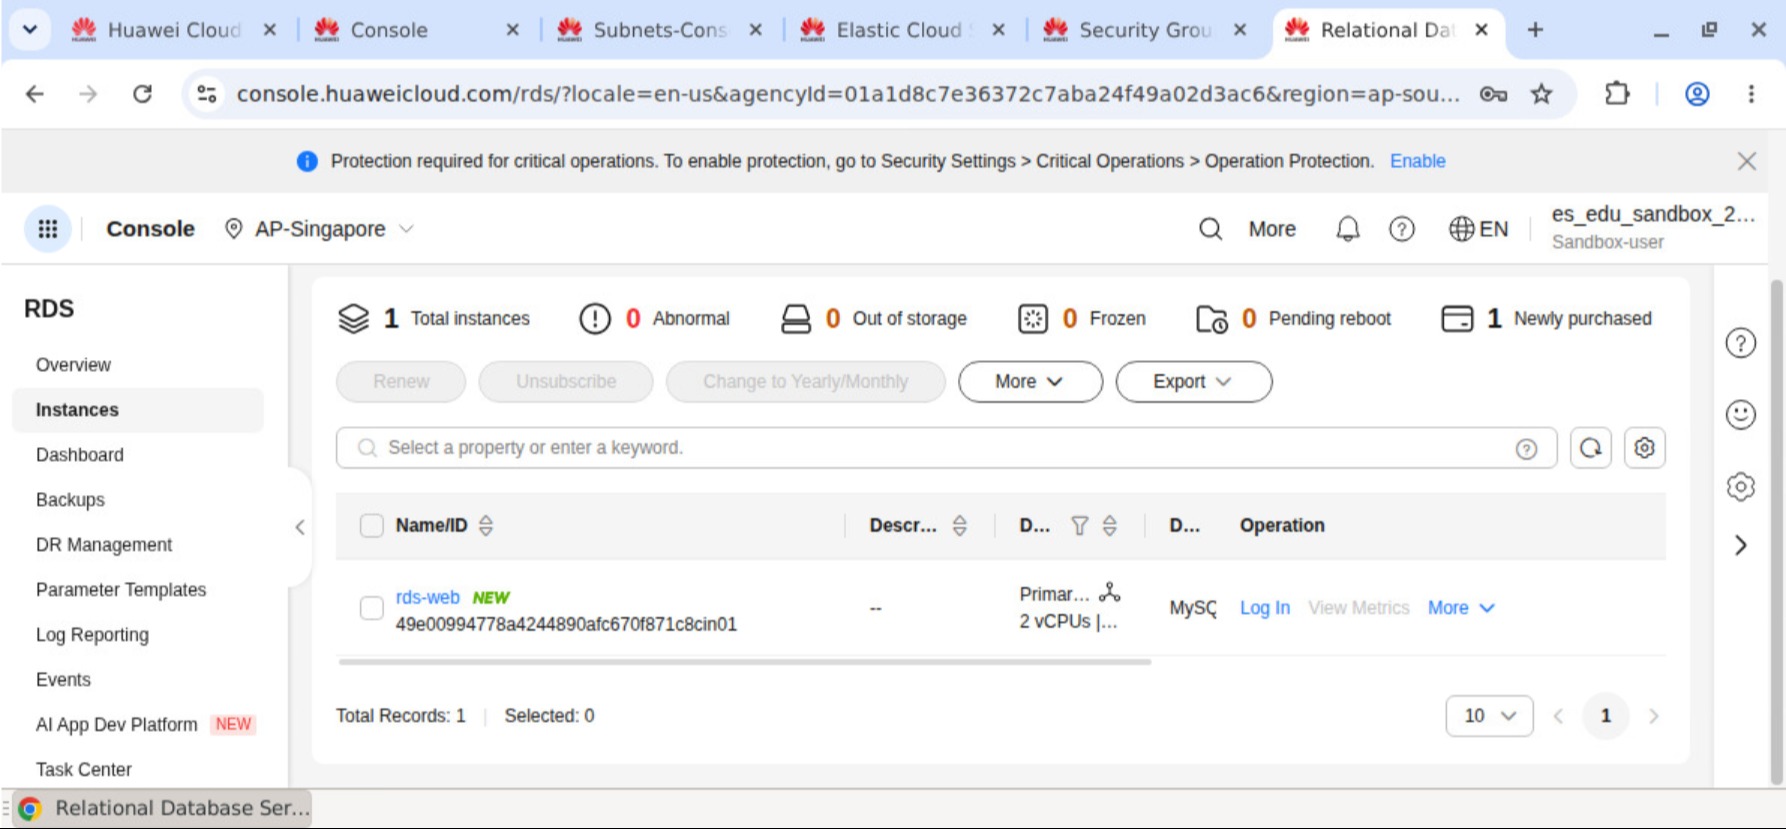 Huawei Cloud
Console
Subnets-Cons
Elastic Cloud S
Security Grou
Relational Dat
console.huaweicloud.com/rds/?locale=en-us&agencyId=01a1d8c7e36372c7aba24f49a02d3ac6&region=ap-sou...
Protection required for critical operations. To enable protection, go to Security Settings > Critical Operations > Operation Protection. Enable
Console AP-Singapore More EN es_edu_sandbox_2...
Sandbox-user
RDS
Overview
Instances
Dashboard
Backups
DR Management
Parameter Templates
Log Reporting
Events
AI App Dev Platform NEW
Task Center
1 Total instances 0 Abnormal 0 Out of storage 0 Frozen 0 Pending reboot 1 Newly purchased
Renew Unsubscribe Change to Yearly/Monthly More Export
Select a property or enter a keyword.
Name/ID Descr... D... D... Operation
rds-web NEW
49e00994778a4244890afc670f871c8cin01
--
Primar...
2 vCPUs |...
MySQ
Log In View Metrics More
Total Records: 1 Selected: 0
10 1
Relational Database Ser...